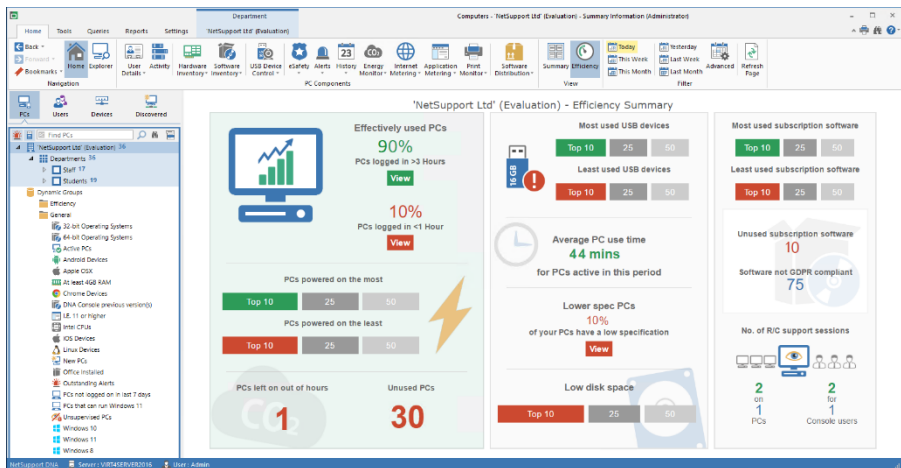 Department
Computers - 'NetSupport Ltd' (Evaluation) - Summary Information (Administrator)
Home Tools Queries Reports Settings 'NetSupport Ltd' (Evaluation)
Back
Forward
Bookmarks
Home
Explorer
Navigation
User Details
Activity
Hardware Inventory
Software Inventory
USB Device Control
eSafety
Alerts
23
History
CO2
Energy Monitor
Internet Metering
Application Metering
Print Monitor
PC Components
Software Distribution
Summary
Efficiency
View
Today
This Week
This Month
Yesterday
Last Week
Last Month
Advanced
Filter
Refresh Page
PCs Users Devices Discovered
Find PCs
'NetSupport Ltd' (Evaluation) 36
Departments 36
Staff 17
Students 19
Dynamic Groups
Efficiency
General
32-bit Operating Systems
64-bit Operating Systems
Active PCs
Android Devices
Apple OSX
At least 4GB RAM
Chrome Devices
DNA Console previous version(s)
I.E. 11 or higher
Intel CPUs
iOS Devices
Linux Devices
New PCs
Office Installed
Outstanding Alerts
PCs not logged on in last 7 days
PCs that can run Windows 11
Unsupervised PCs
Windows 10
Windows 11
Windows 8
'NetSupport Ltd' (Evaluation) - Efficiency Summary
Effectively used PCs
90%
PCs logged in >3 Hours
View
10%
PCs logged in <1 Hour
View
PCs powered on the most
Top 10 25 50
PCs powered on the least
Top 10 25 50
PCs left on out of hours
1
CO2
Unused PCs
30
16 GB
Most used USB devices
Top 10 25 50
Least used USB devices
Top 10 25 50
Average PC use time
44 mins
for PCs active in this period
Lower spec PCs
10%
of your PCs have a low specification
View
Low disk space
Top 10 25 50
Most used subscription software
Top 10 25 50
Least used subscription software
Top 10 25 50
Unused subscription software
10
Software not GDPR compliant
75
No. of R/C support sessions
2 2
on for
1 1
PCs Console users
NetSupport DNA Server : VIRT4SERVER2016 User : Admin